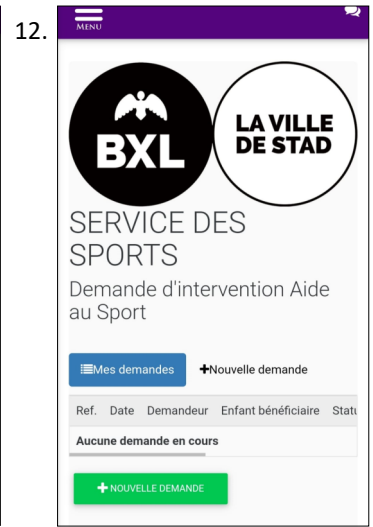 12.
MENU
BXL
LA VILLE
DE STAD
SERVICE DES
SPORTS
Demande d'intervention Aide
au Sport
Mes demandes +Nouvelle demande
Ref. Date Demandeur Enfant bénéficiaire Statu
Aucune demande en cours
+ NOUVELLE DEMANDE